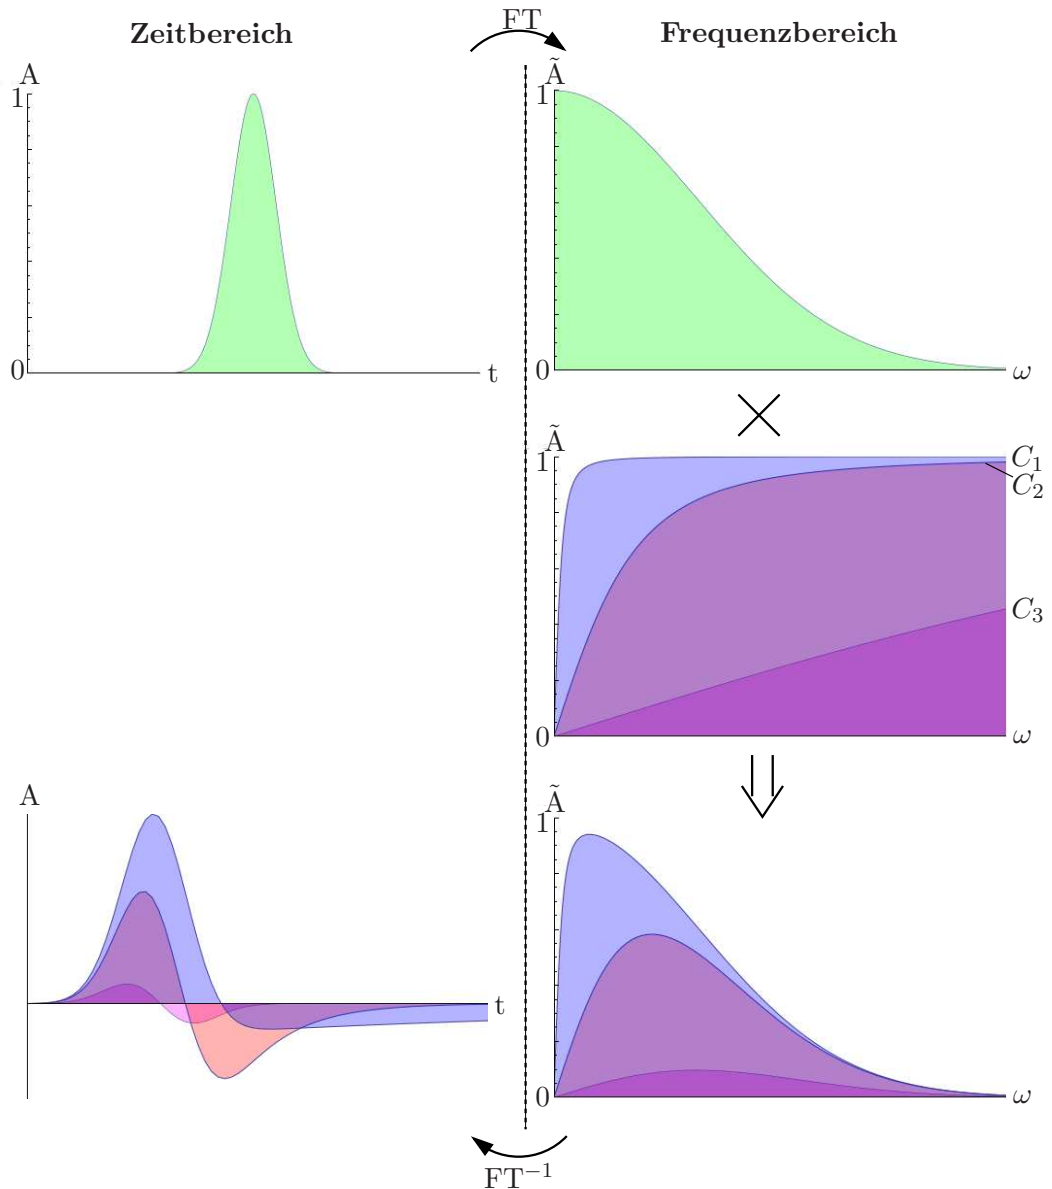 Zeitbereich
FT
Frequenzbereich
A
1
0
t
Ã
1
0
ω
Ã
1
0
C₁
C₂
C₃
ω
A
t
Ã
1
0
ω
FT⁻¹